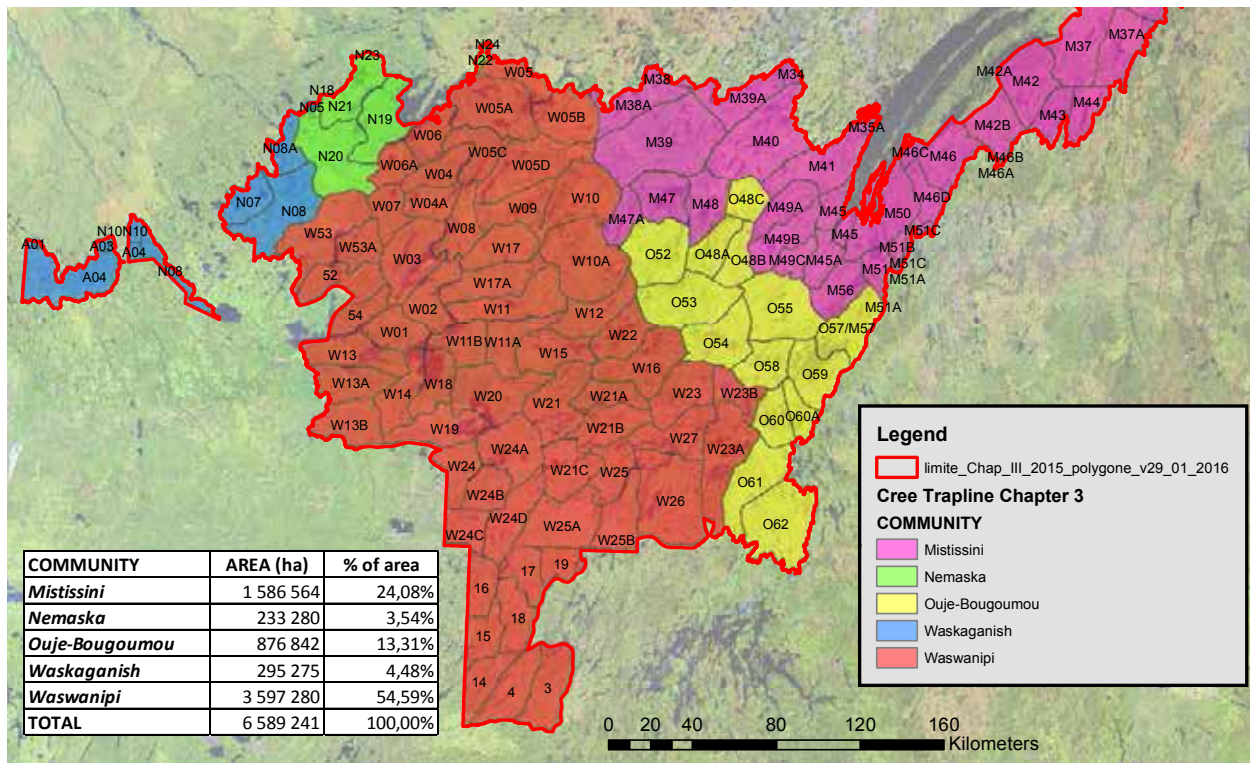 N24
N23
N22
W05
N18
N05
N21
N19
N08A
N20
N07
N08
W05A
W05B
W06
W05C
W05D
W06A
W04
W07
W04A
W09
W10
W53
W53A
W08
W17
W03
W10A
52
W17A
54
W02
W11
W12
W01
W22
W13
W11B
W11A
W15
W16
W13A
W14
W18
W20
W21
W21A
W23
W23B
W13B
W19
W21B
W27
W24A
W23A
W24
W21C
W25
W24B
W26
W24D
W25A
W24C
W25B
16
17
19
18
15
14
4
3
A01
A03
N10
N10
A04
A04
N08
M38
M34
M38A
M39A
M39
M40
M35A
M41
M47
M48
M47A
M49A
M45
M49B
M45
M49C
M45A
M56
M37A
M37
M42A
M42
M44
M43
M42B
M46C
M46
M46B
M46A
M46D
M50
M51C
M51B
M51C
M51
M51A
M51A
O48C
O52
O48A
O48B
O53
O55
O57/M57
O54
O58
O59
O60
O60A
O61
O62
Legend
limite_Chap_III_2015_polygone_v29_01_2016
Cree Trapline Chapter 3
COMMUNITY
Mistissini
Nemaska
Ouje-Bougoumou
Waskaganish
Waswanipi
COMMUNITY AREA (ha) % of area
Mistissini 1 586 564 24,08%
Nemaska 233 280 3,54%
Ouje-Bougoumou 876 842 13,31%
Waskaganish 295 275 4,48%
Waswanipi 3 597 280 54,59%
TOTAL 6 589 241 100,00%
0 20 40 80 120 160
Kilometers